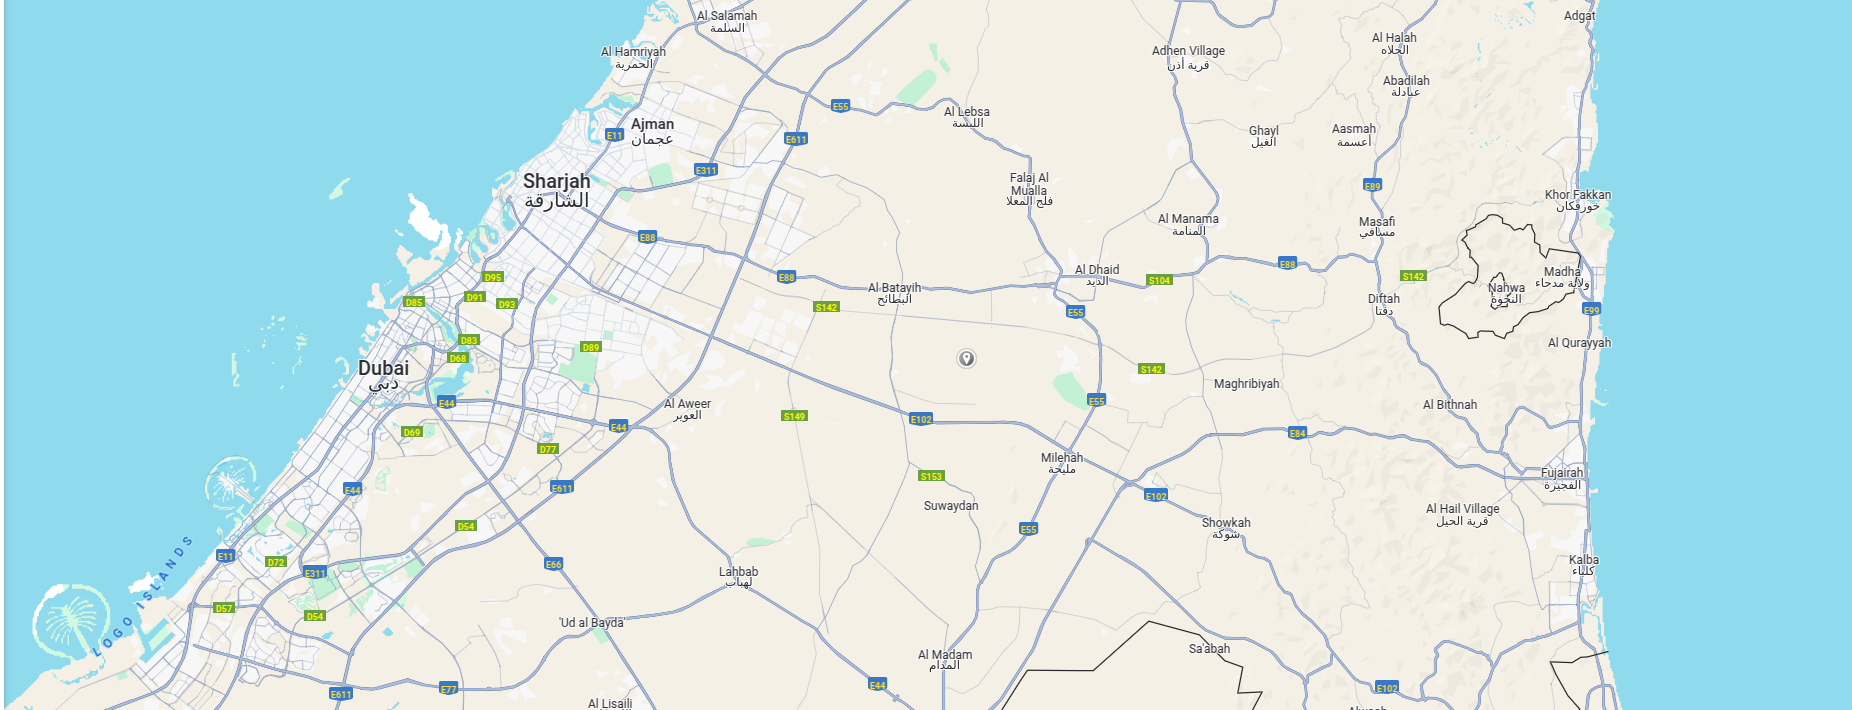 Al Salamah
السلمة
Adgat
Al Hamriyah
الحمرية
Adhen Village
قرية أذن
Al Halah
الحلاه
Abadilah
عبادلة
E55
Al Lebsa
اللبسة
Ajman
عجمان
E11
E611
Ghayl
الغيل
Aasmah
أعسمة
E311
Sharjah
الشارقة
Falaj Al
Mualla
فلج المعلا
E89
Khor Fakkan
خورفكان
Al Manama
المنامة
Masafi
مسافي
E88
E88
Al Dhaid
الذيد
S104
E88
S142
Madha
ولاية مدحاء
D95
D91
D93
D85
Al Batayih
البطائح
S142
E55
Diftah
دفتا
Nahwa
النحوة
E99
D83
D68
D89
Al Qurayyah
Dubai
دبي
S142
Maghribiyah
E44
Al Aweer
العوير
S149
E102
E55
Al Bithnah
D69
E44
D77
E84
Milehah
مليحة
Fujairah
الفجيرة
E44
E611
S153
Suwaydan
E102
Al Hail Village
قرية الحيل
D54
E55
Showkah
شوكة
E11
D72
E311
E66
Lahbab
لهباب
Kalba
كلباء
LOGO ISLANDS
D57
D54
'Ud al Bayda
Al Madam
المدام
Sa'abah
E611
E77
E44
E102
Al Lisaili